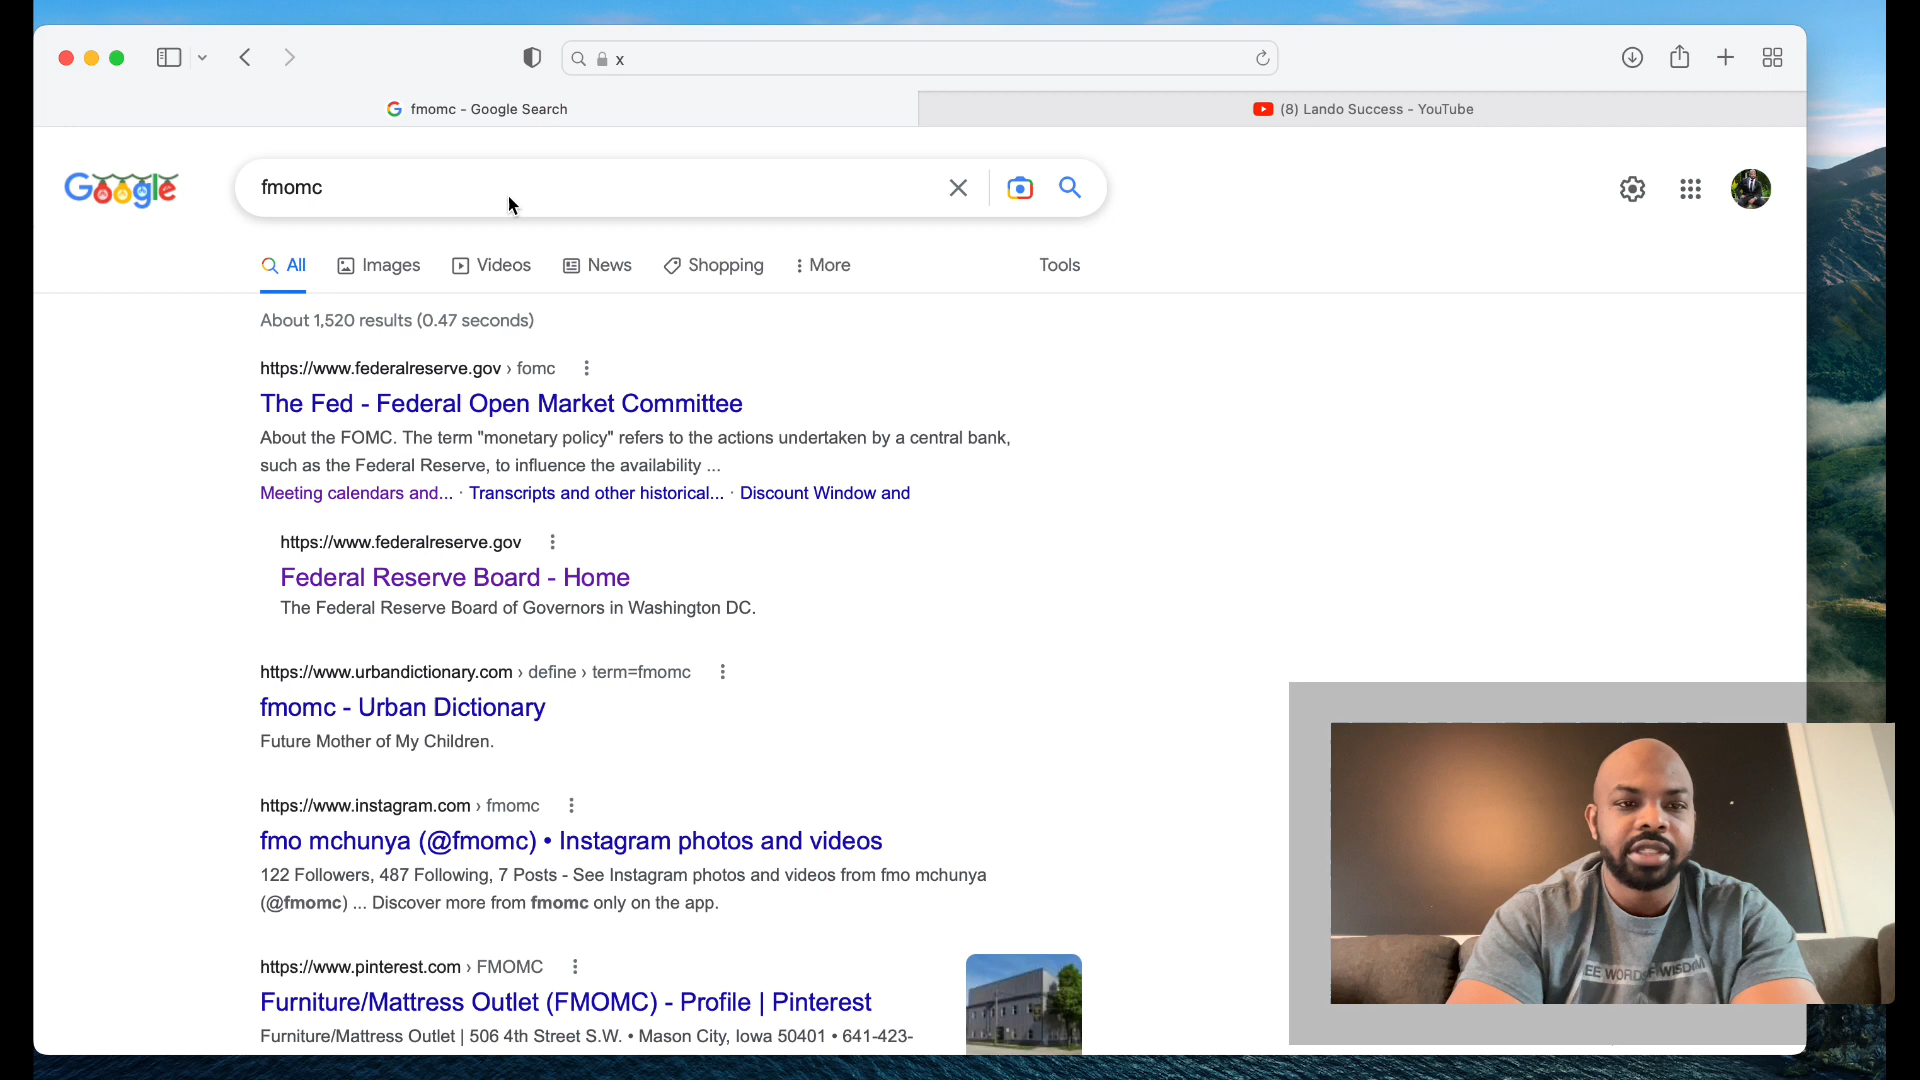 x
fmomc - Google Search
(8) Lando Success - YouTube
Google
fmomc
All
Images
Videos
News
Shopping
More
Tools
About 1,520 results (0.47 seconds)
https://www.federalreserve.gov › fomc
The Fed - Federal Open Market Committee
About the FOMC. The term "monetary policy" refers to the actions undertaken by a central bank,
such as the Federal Reserve, to influence the availability ...
Meeting calendars and... · Transcripts and other historical... · Discount Window and
https://www.federalreserve.gov
Federal Reserve Board - Home
The Federal Reserve Board of Governors in Washington DC.
https://www.urbandictionary.com › define › term=fmomc
fmomc - Urban Dictionary
Future Mother of My Children.
https://www.instagram.com › fmomc
fmo mchunya (@fmomc) • Instagram photos and videos
122 Followers, 487 Following, 7 Posts - See Instagram photos and videos from fmo mchunya
(@fmomc) ... Discover more from fmomc only on the app.
https://www.pinterest.com › FMOMC
Furniture/Mattress Outlet (FMOMC) - Profile | Pinterest
Furniture/Mattress Outlet | 506 4th Street S.W. • Mason City, Iowa 50401 • 641-423-
EE WORDS OF WISDOM